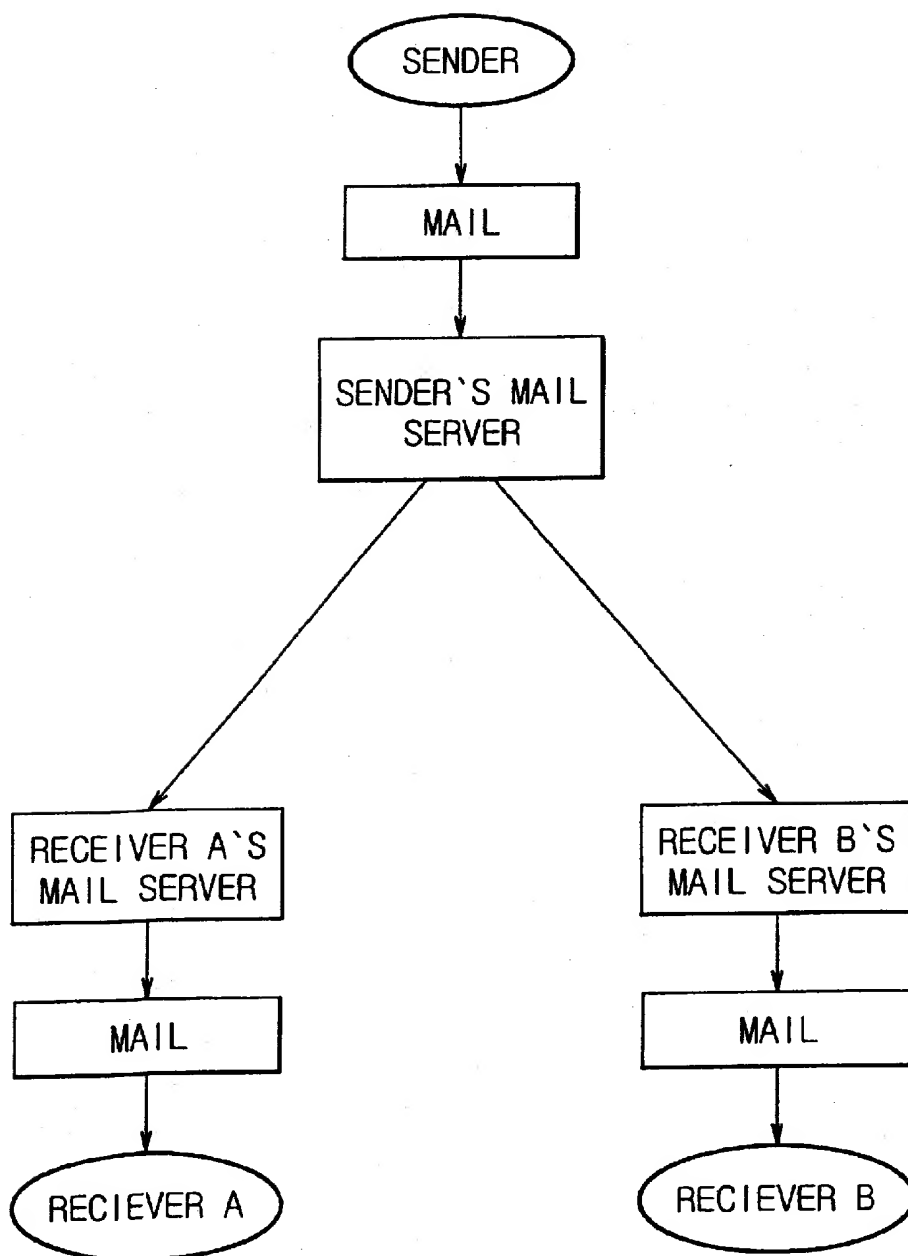 SENDER
MAIL
SENDER`S MAIL
SERVER
RECEIVER A`S
MAIL SERVER
RECEIVER B`S
MAIL SERVER
MAIL
MAIL
RECIEVER A
RECIEVER B